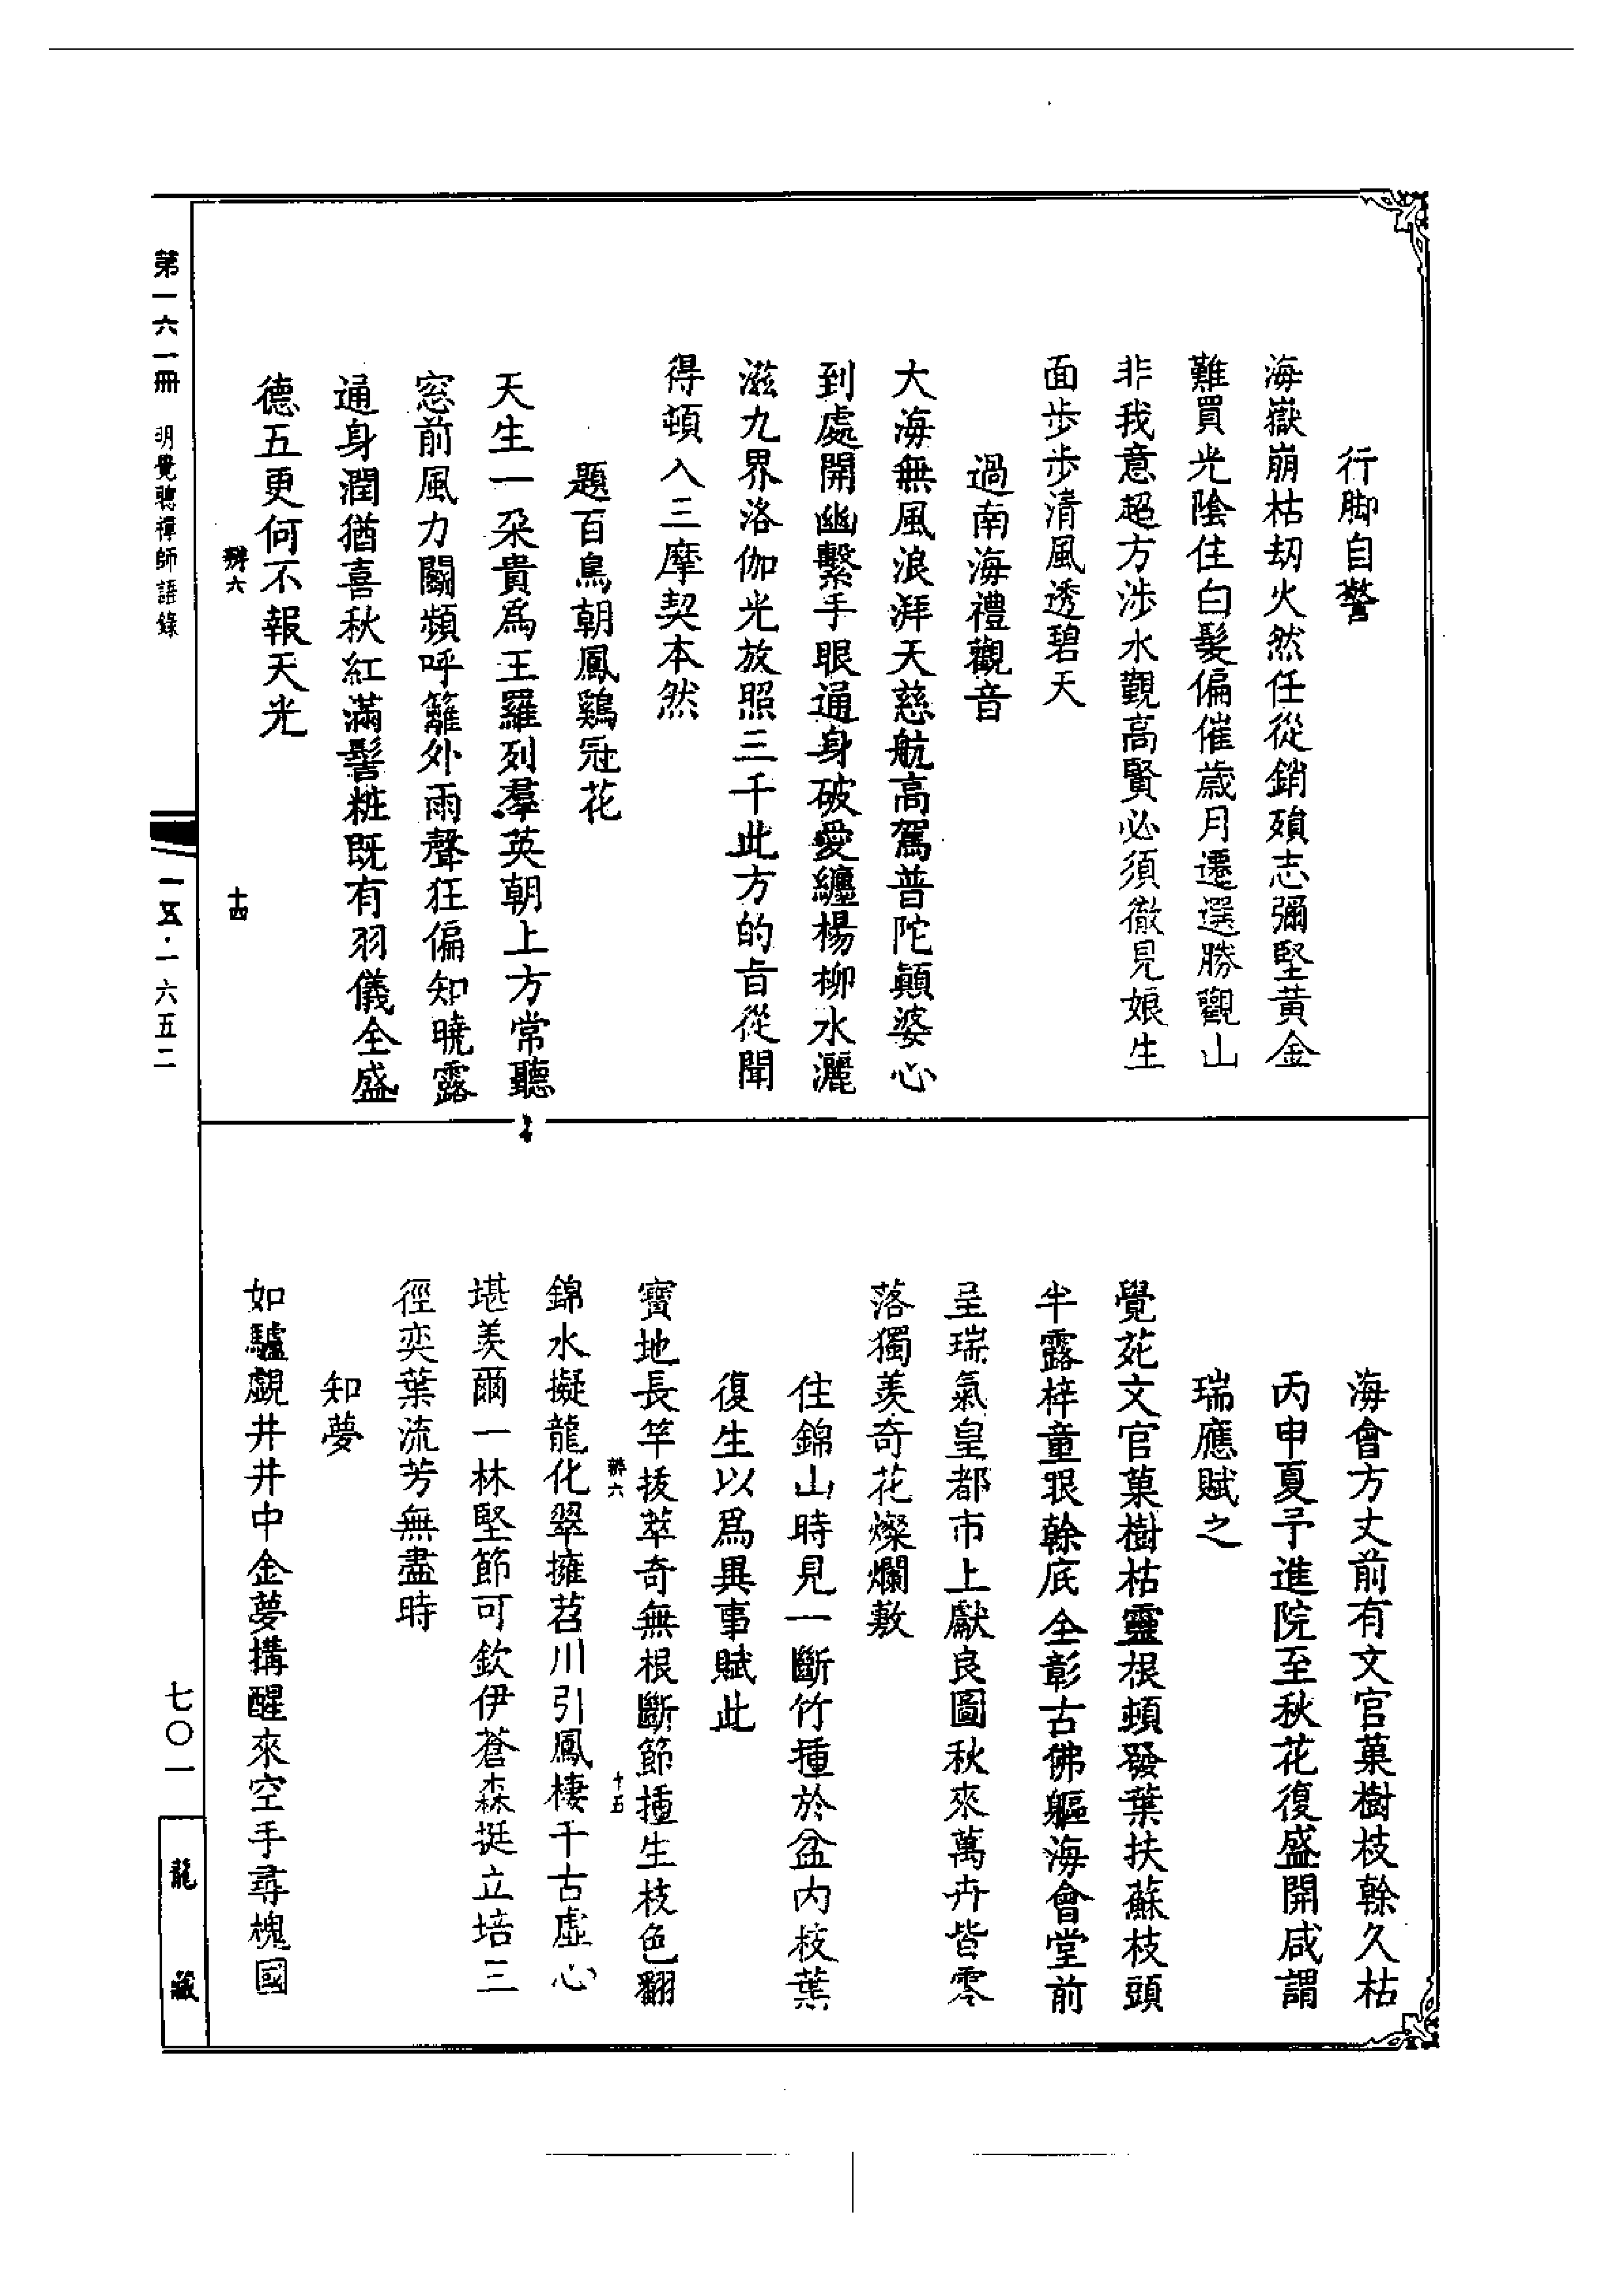 行脚自警
海嶽崩枯劫火然任從銷殞志彌堅黃金
難買光陰住白髮偏催歲月遷選勝觀山
非我意超方涉水覲高賢必須徹見娘生
面步步清風透碧天
過南海禮觀音
大海無風浪湃天慈航高駕普陀顚婆心
到處開幽繫手眼通身破愛纏楊柳水灑
滋九界洛伽光放照三千此方的旨從聞
得頓入三摩契本然
題百鳥朝鳳鷄冠花
天生一朶貴爲王羅列羣英朝上方常聽
窓前風力鬭頻呼籬外雨聲狂偏知曉露
通身潤猶喜秋紅滿髻粧旣有羽儀全盛
德五更何不報天光
辨六 十四
海會方丈前有文官菓樹枝榦久枯
丙申夏予進院至秋花復盛開咸謂
瑞應賦之
覺苑文官菓樹枯靈根頓發葉扶蘇枝頭
半露梓童眼榦底全彰古佛軀海會堂前
呈瑞氣皇都市上獻良圖秋來萬卉皆零
落獨羨奇花燦爛敷
住錦山時見一斷竹揷於盆內枝葉
復生以爲異事賦此
寶地長竿拔萃奇無根斷節揷生枝色翻
辨六 十五
錦水擬龍化翠擁苕川引鳳棲千古虛心
堪羨爾一林堅節可欽伊蒼森挺立培三
徑奕葉流芳無盡時
知夢
如驢覷井井中金夢搆醒來空手尋槐國
第一六一冊 明覺聰禪師語錄
一五·一六五二
七〇一 龍藏